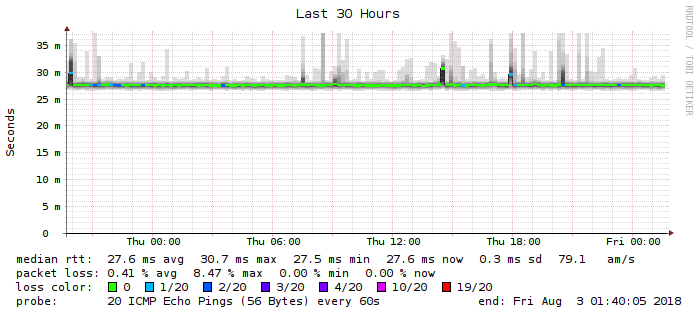 Last 30 Hours
RRDTOOL / TOBI OETIKER
Seconds
35 m
30 m
25 m
20 m
15 m
10 m
5 m
0
Thu 00:00 Thu 06:00 Thu 12:00 Thu 18:00 Fri 00:00
median rtt: 27.6 ms avg 30.7 ms max 27.5 ms min 27.6 ms now 0.3 ms sd 79.1 am/s
packet loss: 0.41 % avg 8.47 % max 0.00 % min 0.00 % now
loss color: 0 1/20 2/20 3/20 4/20 10/20 19/20
probe: 20 ICMP Echo Pings (56 Bytes) every 60s end: Fri Aug 3 01:40:05 2018